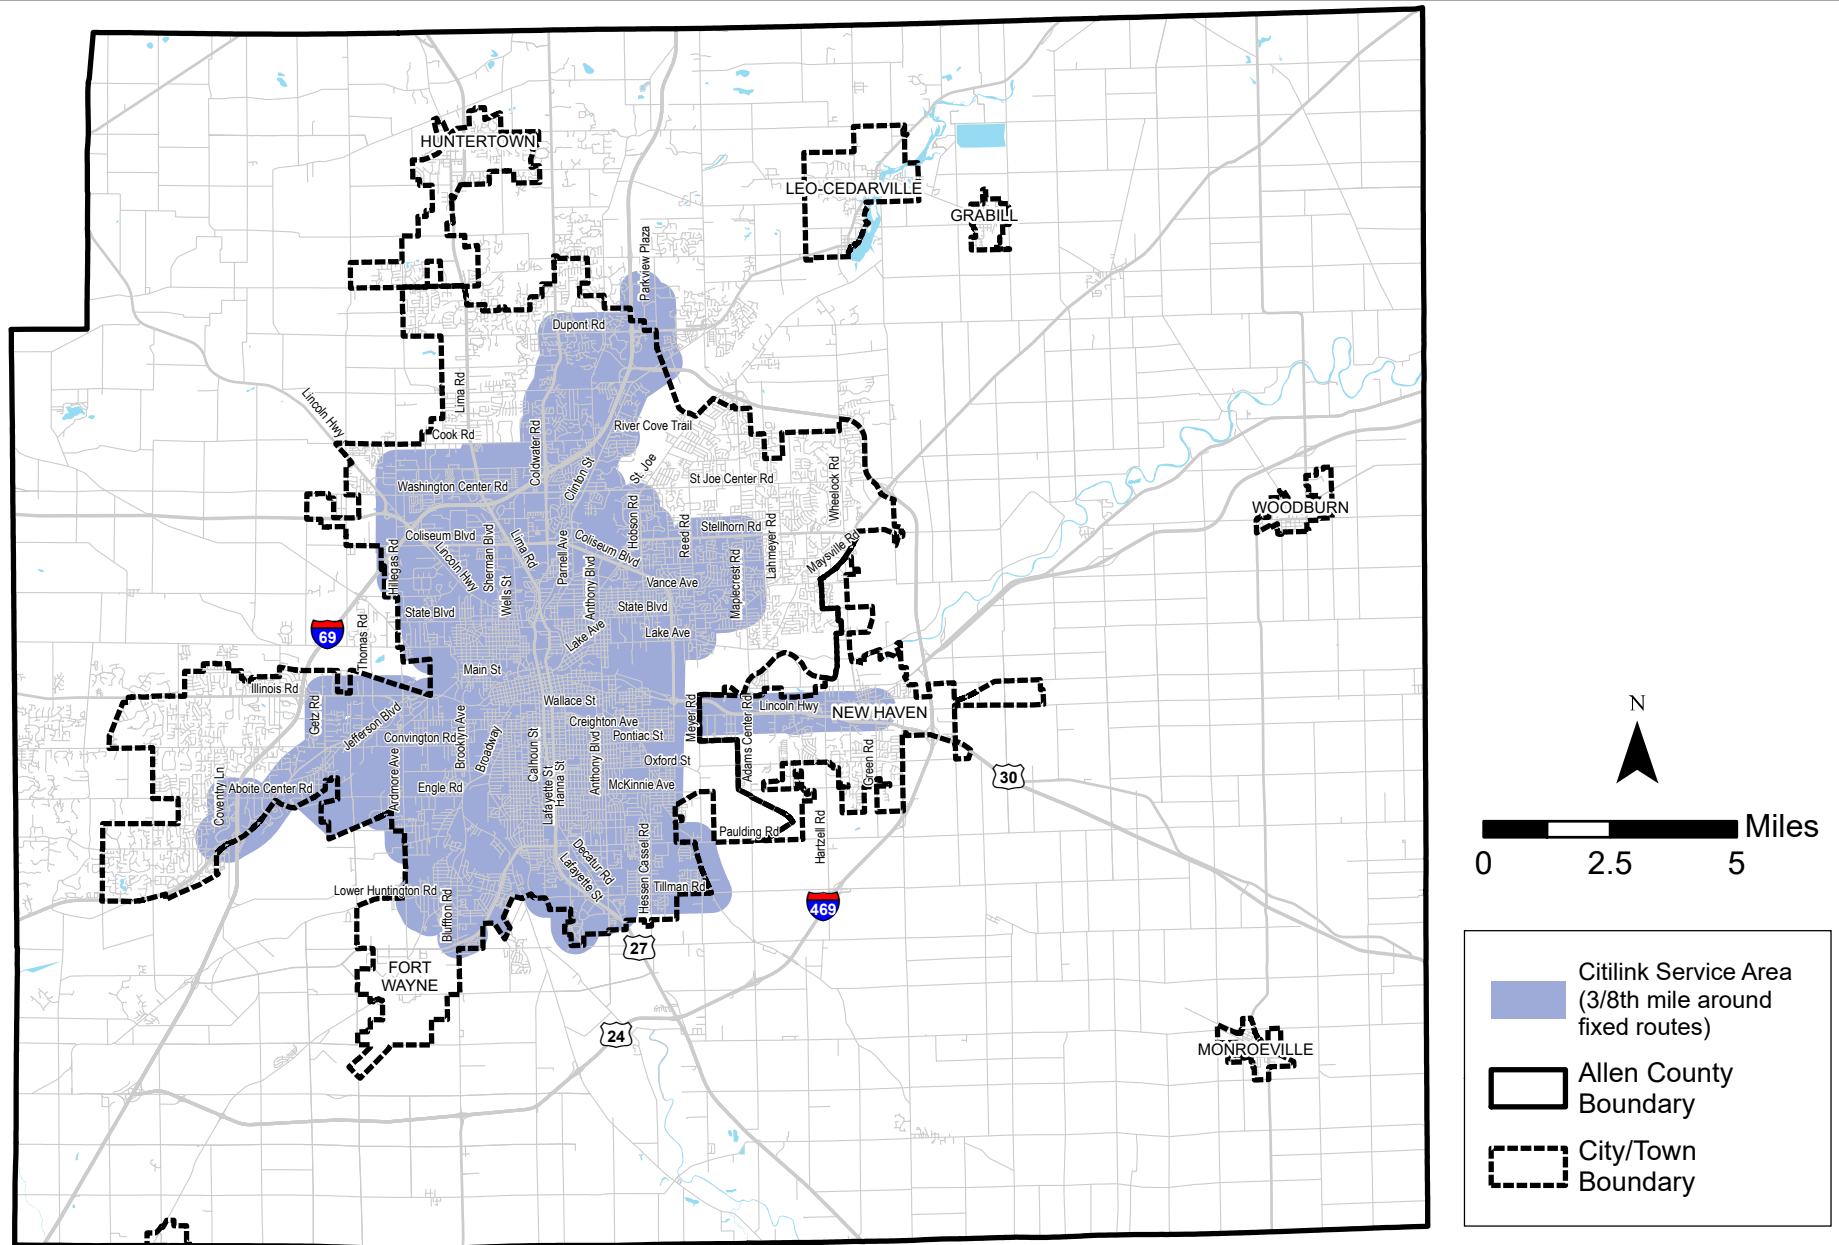 HUNTERTOWN
LEO-CEDARVILLE
GRABILL
Parkview Plaza
Dupont Rd
Lincoln Hwy
Lima Rd
Cook Rd
Coldwater Rd
River Cove Trail
Clinton St
St. Joe
St Joe Center Rd
Washington Center Rd
Wheelock Rd
WOODBURN
Hobson Rd
Reed Rd
Stellhorn Rd
Lahmeyer Rd
Maysville Rd
Coliseum Blvd
Lincoln Hwy
Sherman Blvd
Lima Rd
Parnell Ave
Coliseum Blvd
Hillegas Rd
Wells St
Anthony Blvd
Vance Ave
Maplecrest Rd
State Blvd
State Blvd
Lake Ave
Lake Ave
69
Thomas Rd
Main St
Illinois Rd
Getz Rd
Jefferson Blvd
Wallace St
Meyer Rd
Adams Center Rd
Lincoln Hwy
NEW HAVEN
Creighton Ave
Convington Rd
Brooklyn Ave
Broadway
Calhoun St
Anthony Blvd
Pontiac St
Oxford St
Green Rd
30
Coventry Ln
Aboite Center Rd
Ardmore Ave
Engle Rd
Lafayette St
Hanna St
McKinnie Ave
Paulding Rd
Hartzell Rd
Hessen Cassel Rd
Decatur Rd
Lafayette St
Tillman Rd
Lower Huntington Rd
Bluffton Rd
469
27
FORT
WAYNE
24
MONROEVILLE
N
Miles
0 2.5 5
Citilink Service Area
(3/8th mile around
fixed routes)
Allen County
Boundary
City/Town
Boundary